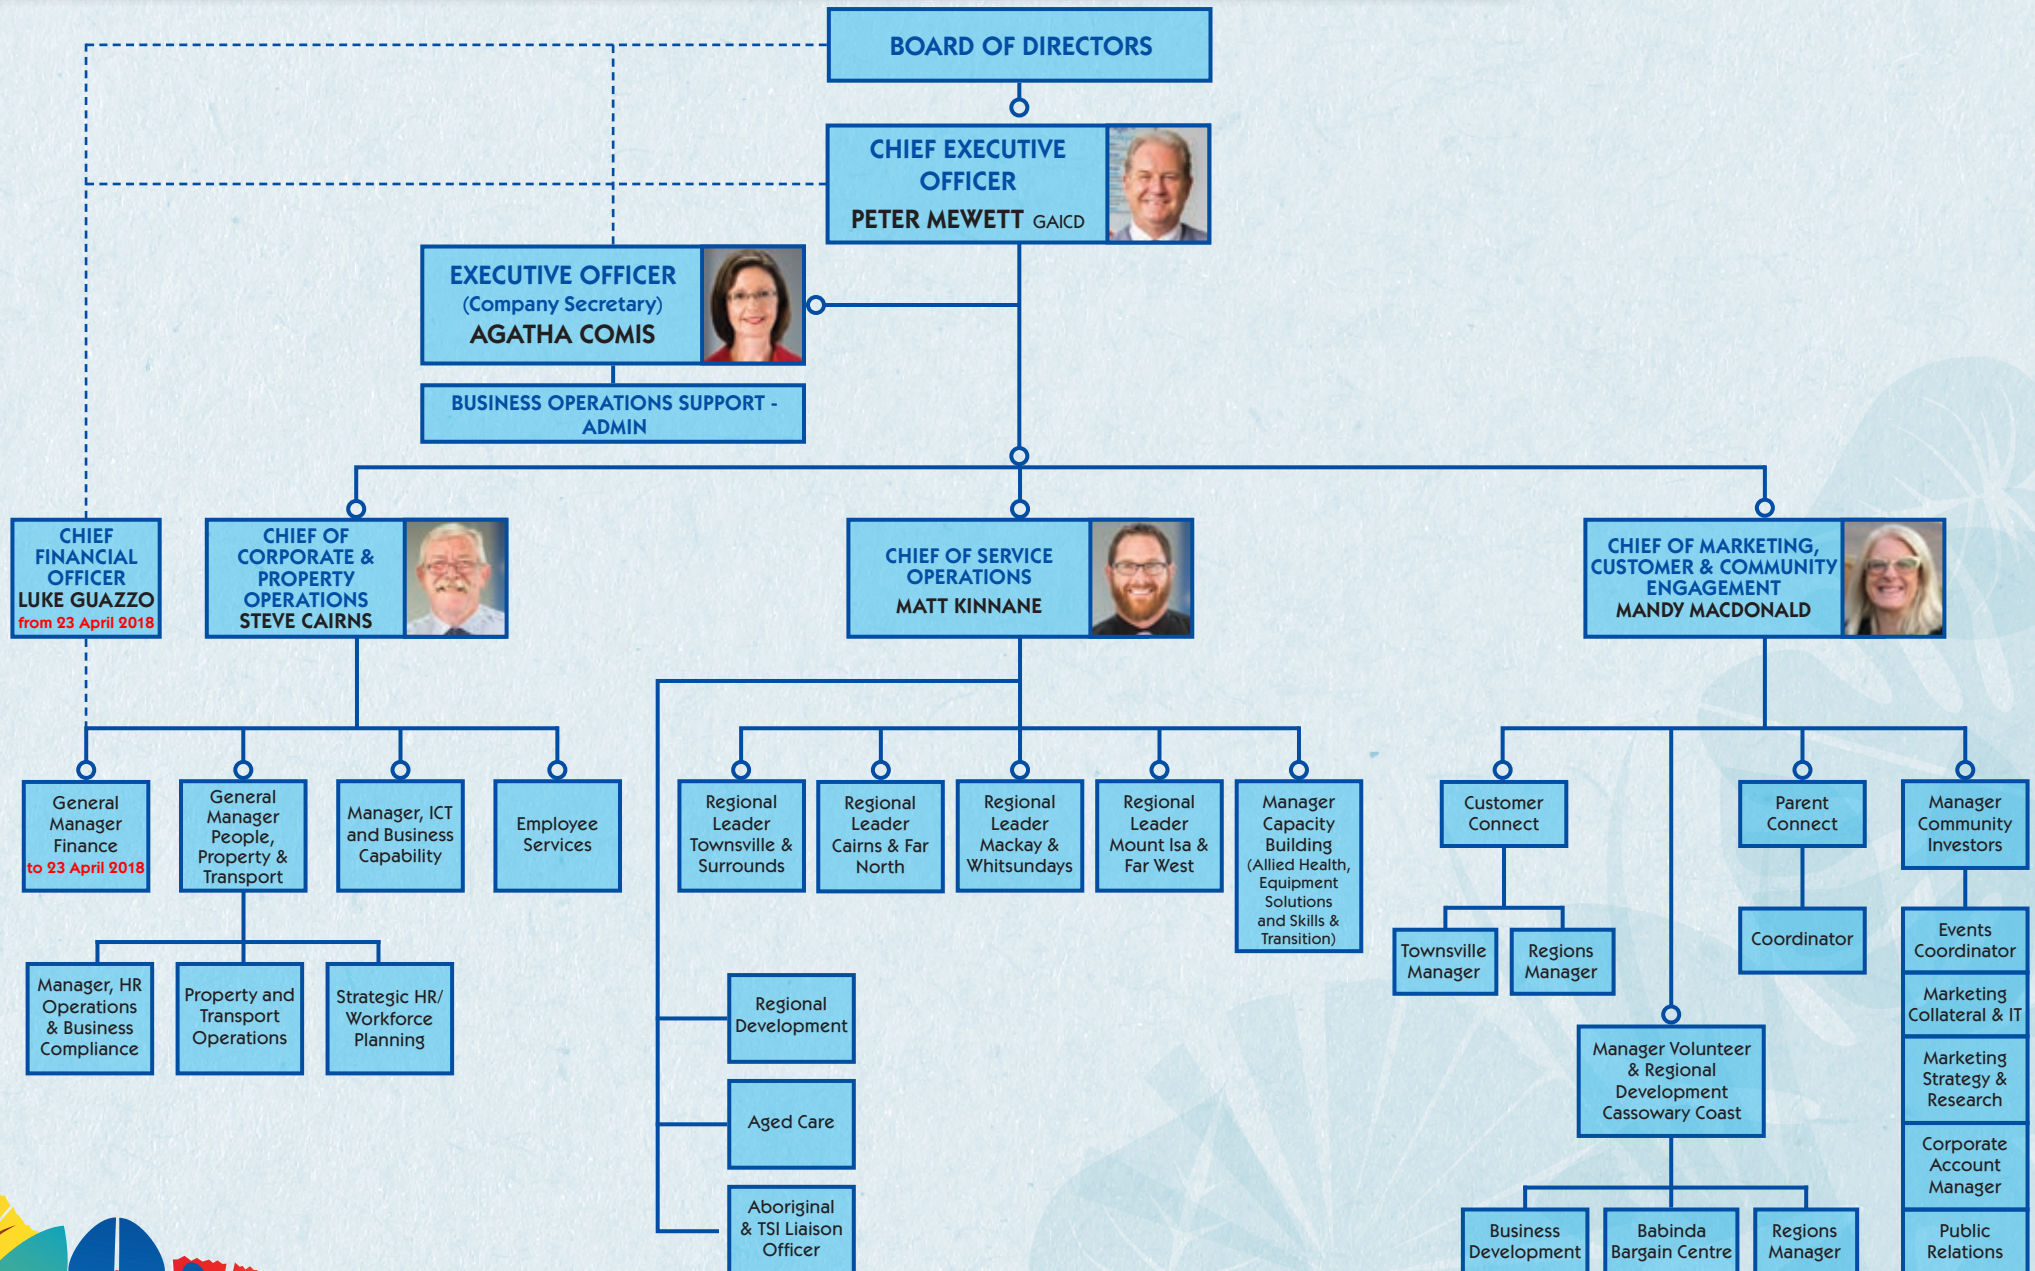 BOARD OF DIRECTORS
CHIEF EXECUTIVE
OFFICER
PETER MEWETT GAICD
EXECUTIVE OFFICER
(Company Secretary)
AGATHA COMIS
BUSINESS OPERATIONS SUPPORT -
ADMIN
CHIEF
FINANCIAL
OFFICER
LUKE GUAZZO
from 23 April 2018
CHIEF OF
CORPORATE &
PROPERTY
OPERATIONS
STEVE CAIRNS
CHIEF OF SERVICE
OPERATIONS
MATT KINNANE
CHIEF OF MARKETING,
CUSTOMER & COMMUNITY
ENGAGEMENT
MANDY MACDONALD
General
Manager
Finance
to 23 April 2018
General
Manager
People,
Property &
Transport
Manager, ICT
and Business
Capability
Employee
Services
Regional
Leader
Townsville &
Surrounds
Regional
Leader
Cairns & Far
North
Regional
Leader
Mackay &
Whitsundays
Regional
Leader
Mount Isa &
Far West
Manager
Capacity
Building
(Allied Health,
Equipment
Solutions
and Skills &
Transition)
Customer
Connect
Parent
Connect
Manager
Community
Investors
Townsville
Manager
Regions
Manager
Coordinator
Events
Coordinator
Marketing
Collateral & IT
Marketing
Strategy &
Research
Corporate
Account
Manager
Public
Relations
Manager, HR
Operations
& Business
Compliance
Property and
Transport
Operations
Strategic HR/
Workforce
Planning
Regional
Development
Aged Care
Aboriginal
& TSI Liaison
Officer
Manager Volunteer
& Regional
Development
Cassowary Coast
Business
Development
Babinda
Bargain Centre
Regions
Manager